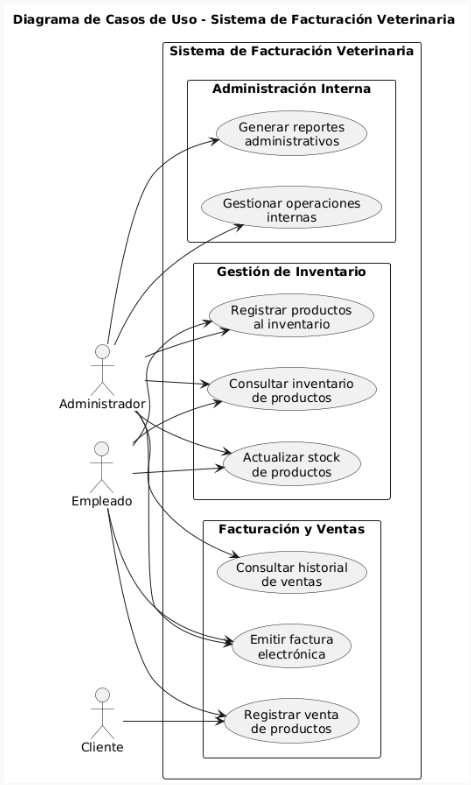 Diagrama de Casos de Uso - Sistema de Facturación Veterinaria
Sistema de Facturación Veterinaria
Administración Interna
Generar reportes
administrativos
Gestionar operaciones
internas
Gestión de Inventario
Registrar productos
al inventario
Consultar inventario
de productos
Actualizar stock
de productos
Administrador
Empleado
Facturación y Ventas
Consultar historial
de ventas
Emitir factura
electrónica
Registrar venta
de productos
Cliente